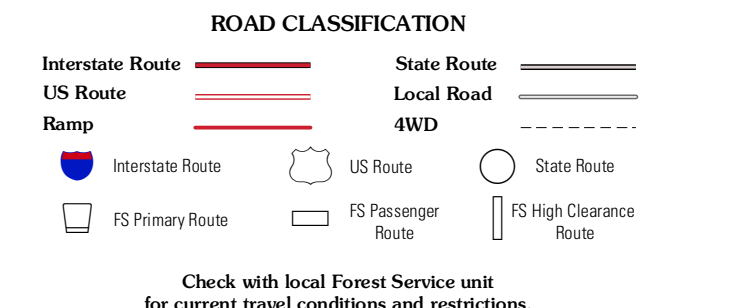 ROAD CLASSIFICATION
Interstate Route
State Route
US Route
Local Road
Ramp
4WD
Interstate Route
US Route
State Route
FS Primary Route
FS Passenger
Route
FS High Clearance
Route
Check with local Forest Service unit
for current travel conditions and restrictions.